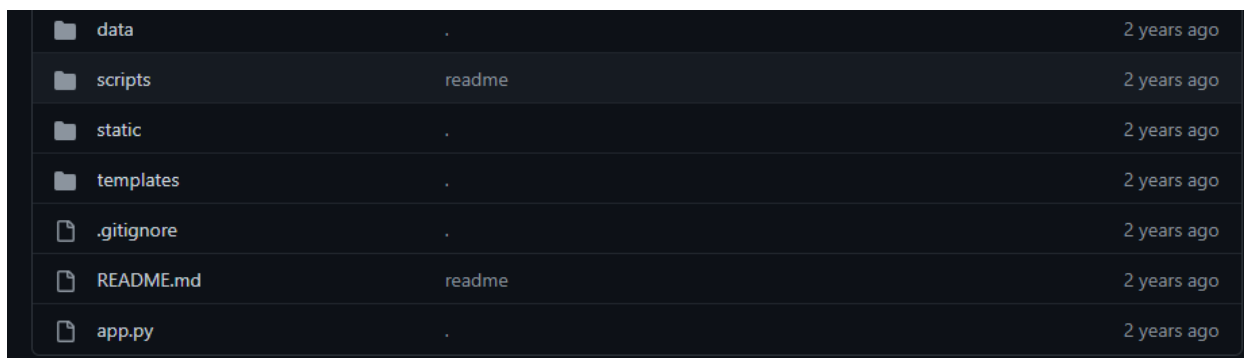 data . 2 years ago
scripts readme 2 years ago
static . 2 years ago
templates . 2 years ago
.gitignore . 2 years ago
README.md readme 2 years ago
app.py . 2 years ago